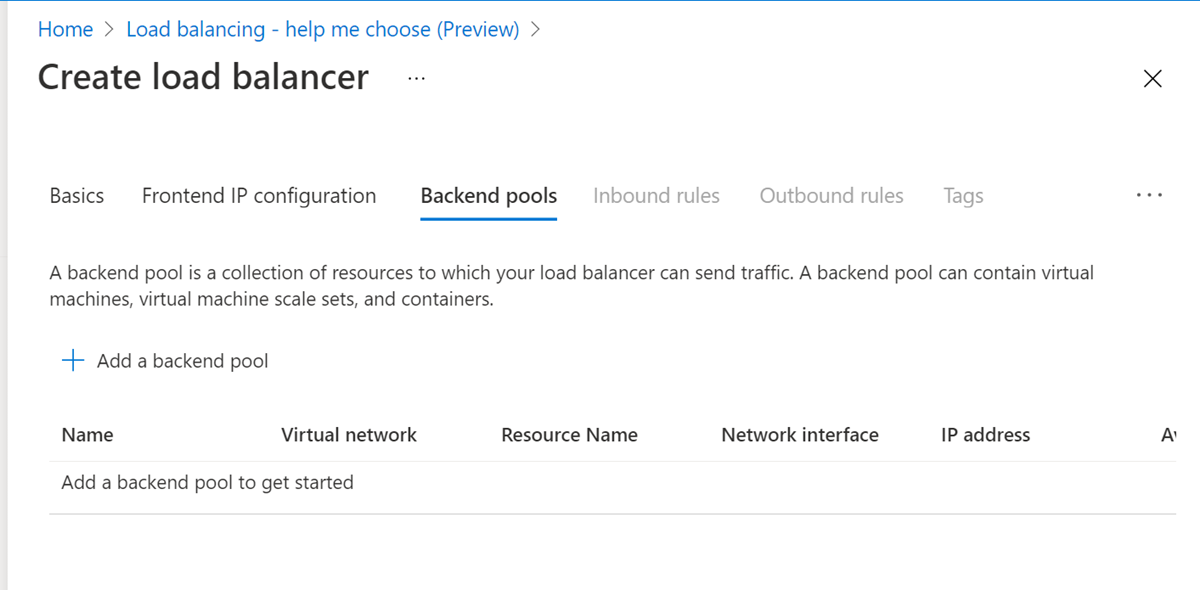 Home > Load balancing - help me choose (Preview) >
Create load balancer ...
Basics Frontend IP configuration Backend pools Inbound rules Outbound rules Tags ...
A backend pool is a collection of resources to which your load balancer can send traffic. A backend pool can contain virtual
machines, virtual machine scale sets, and containers.
+ Add a backend pool
Name Virtual network Resource Name Network interface IP address
Add a backend pool to get started